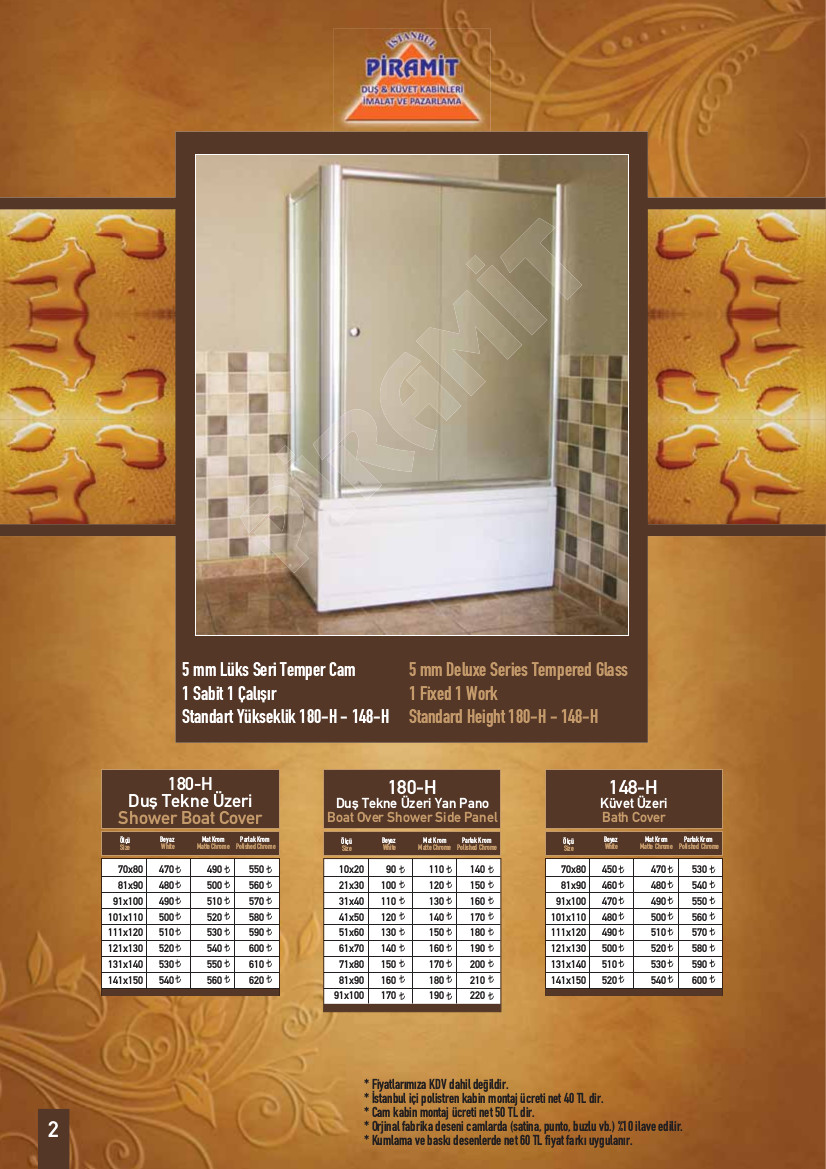 İSTANBUL
PİRAMİT
DUŞ & KÜVET KABİNLERİ
İMALAT VE PAZARLAMA
PİRAMİT
5 mm Lüks Seri Temper Cam
1 Sabit 1 Çalışır
Standart Yükseklik 180-H - 148-H
5 mm Deluxe Series Tempered Glass
1 Fixed 1 Work
Standard Height 180-H - 148-H
180-H
Duş Tekne Üzeri
Shower Boat Cover
Ölçü Beyaz Mat Krom Parlak Krom
Size White Matte Chrome Polished Chrome
70x80 470 ₺ 490 ₺ 550 ₺
81x90 480 ₺ 500 ₺ 560 ₺
91x100 490 ₺ 510 ₺ 570 ₺
101x110 500 ₺ 520 ₺ 580 ₺
111x120 510 ₺ 530 ₺ 590 ₺
121x130 520 ₺ 540 ₺ 600 ₺
131x140 530 ₺ 550 ₺ 610 ₺
141x150 540 ₺ 560 ₺ 620 ₺
180-H
Duş Tekne Üzeri Yan Pano
Boat Over Shower Side Panel
Ölçü Beyaz Mat Krom Parlak Krom
Size White Matte Chrome Polished Chrome
10x20 90 ₺ 110 ₺ 140 ₺
21x30 100 ₺ 120 ₺ 150 ₺
31x40 110 ₺ 130 ₺ 160 ₺
41x50 120 ₺ 140 ₺ 170 ₺
51x60 130 ₺ 150 ₺ 180 ₺
61x70 140 ₺ 160 ₺ 190 ₺
71x80 150 ₺ 170 ₺ 200 ₺
81x90 160 ₺ 180 ₺ 210 ₺
91x100 170 ₺ 190 ₺ 220 ₺
148-H
Küvet Üzeri
Bath Cover
Ölçü Beyaz Mat Krom Parlak Krom
Size White Matte Chrome Polished Chrome
70x80 450 ₺ 470 ₺ 530 ₺
81x90 460 ₺ 480 ₺ 540 ₺
91x100 470 ₺ 490 ₺ 550 ₺
101x110 480 ₺ 500 ₺ 560 ₺
111x120 490 ₺ 510 ₺ 570 ₺
121x130 500 ₺ 520 ₺ 580 ₺
131x140 510 ₺ 530 ₺ 590 ₺
141x150 520 ₺ 540 ₺ 600 ₺
* Fiyatlarımıza KDV dahil değildir.
* İstanbul içi polistren kabin montaj ücreti net 40 TL dir.
* Cam kabin montaj ücreti net 50 TL dir.
* Orjinal fabrika deseni camlarda (satina, punto, buzlu vb.) %10 ilave edilir.
* Kumlama ve baskı desenlerde net 60 TL fiyat farkı uygulanır.
2